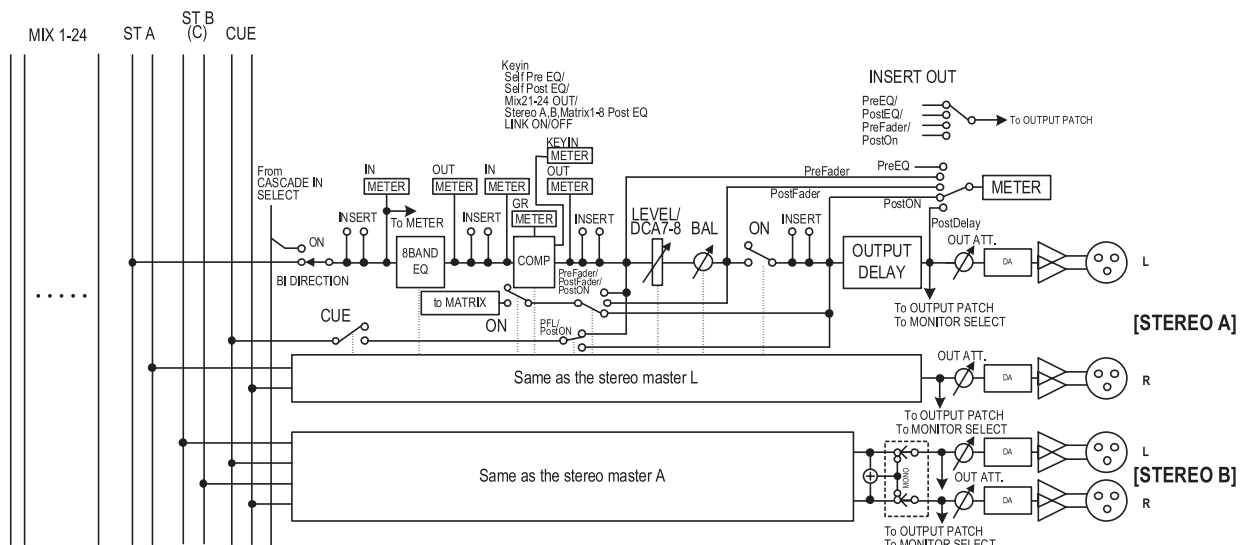 MIX 1-24
ST A
ST B
(C)
CUE
Keyin
Self Pre EQ/
Self Post EQ/
Mix21-24 OUT/
Stereo A,B,Matrix1-8 Post EQ
LINK ON/OFF
INSERT OUT
PreEQ/
PostEQ/
PreFader/
PostOn
To OUTPUT PATCH
From
CASCADE IN
SELECT
IN
METER
OUT
METER
IN
METER
KEYIN
METER
OUT
METER
GR
METER
To METER
INSERT
INSERT
INSERT
INSERT
ON
BI DIRECTION
8BAND
EQ
COMP
LEVEL/
DCA7-8
BAL
ON
PreFader
PostFader
PreEQ
PostON
PostDelay
METER
OUTPUT
DELAY
OUT ATT.
DA
L
PreFader/
PostFader/
PostON
to MATRIX
ON
To OUTPUT PATCH
To MONITOR SELECT
[STEREO A]
CUE
PFL/
PostON
Same as the stereo master L
OUT ATT.
DA
R
To OUTPUT PATCH
To MONITOR SELECT
Same as the stereo master A
MONO
DA
L
OUT ATT.
[STEREO B]
DA
R
To OUTPUT PATCH
To MONITOR SELECT